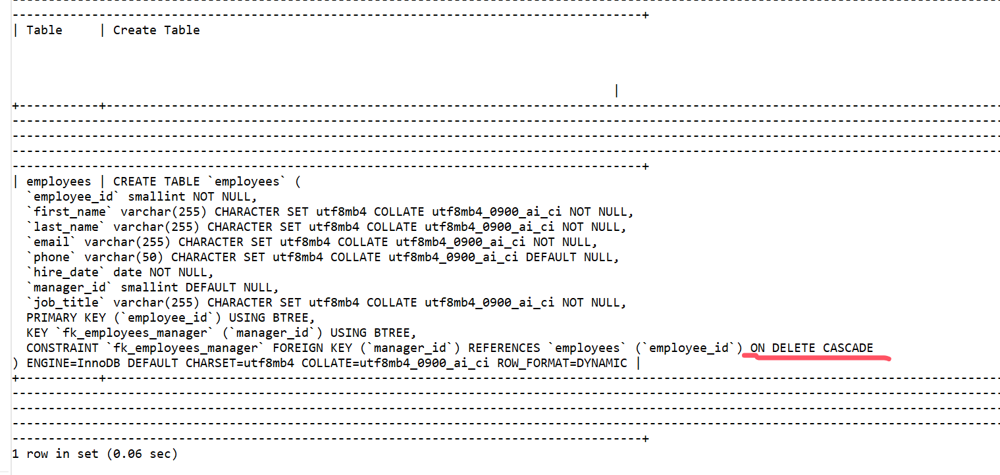 | Table     | Create Table
|
| employees | CREATE TABLE `employees` (
  `employee_id` smallint NOT NULL,
  `first_name` varchar(255) CHARACTER SET utf8mb4 COLLATE utf8mb4_0900_ai_ci NOT NULL,
  `last_name` varchar(255) CHARACTER SET utf8mb4 COLLATE utf8mb4_0900_ai_ci NOT NULL,
  `email` varchar(255) CHARACTER SET utf8mb4 COLLATE utf8mb4_0900_ai_ci NOT NULL,
  `phone` varchar(50) CHARACTER SET utf8mb4 COLLATE utf8mb4_0900_ai_ci DEFAULT NULL,
  `hire_date` date NOT NULL,
  `manager_id` smallint DEFAULT NULL,
  `job_title` varchar(255) CHARACTER SET utf8mb4 COLLATE utf8mb4_0900_ai_ci NOT NULL,
  PRIMARY KEY (`employee_id`) USING BTREE,
  KEY `fk_employees_manager` (`manager_id`) USING BTREE,
  CONSTRAINT `fk_employees_manager` FOREIGN KEY (`manager_id`) REFERENCES `employees` (`employee_id`) ON DELETE CASCADE
) ENGINE=InnoDB DEFAULT CHARSET=utf8mb4 COLLATE=utf8mb4_0900_ai_ci ROW_FORMAT=DYNAMIC |
1 row in set (0.06 sec)